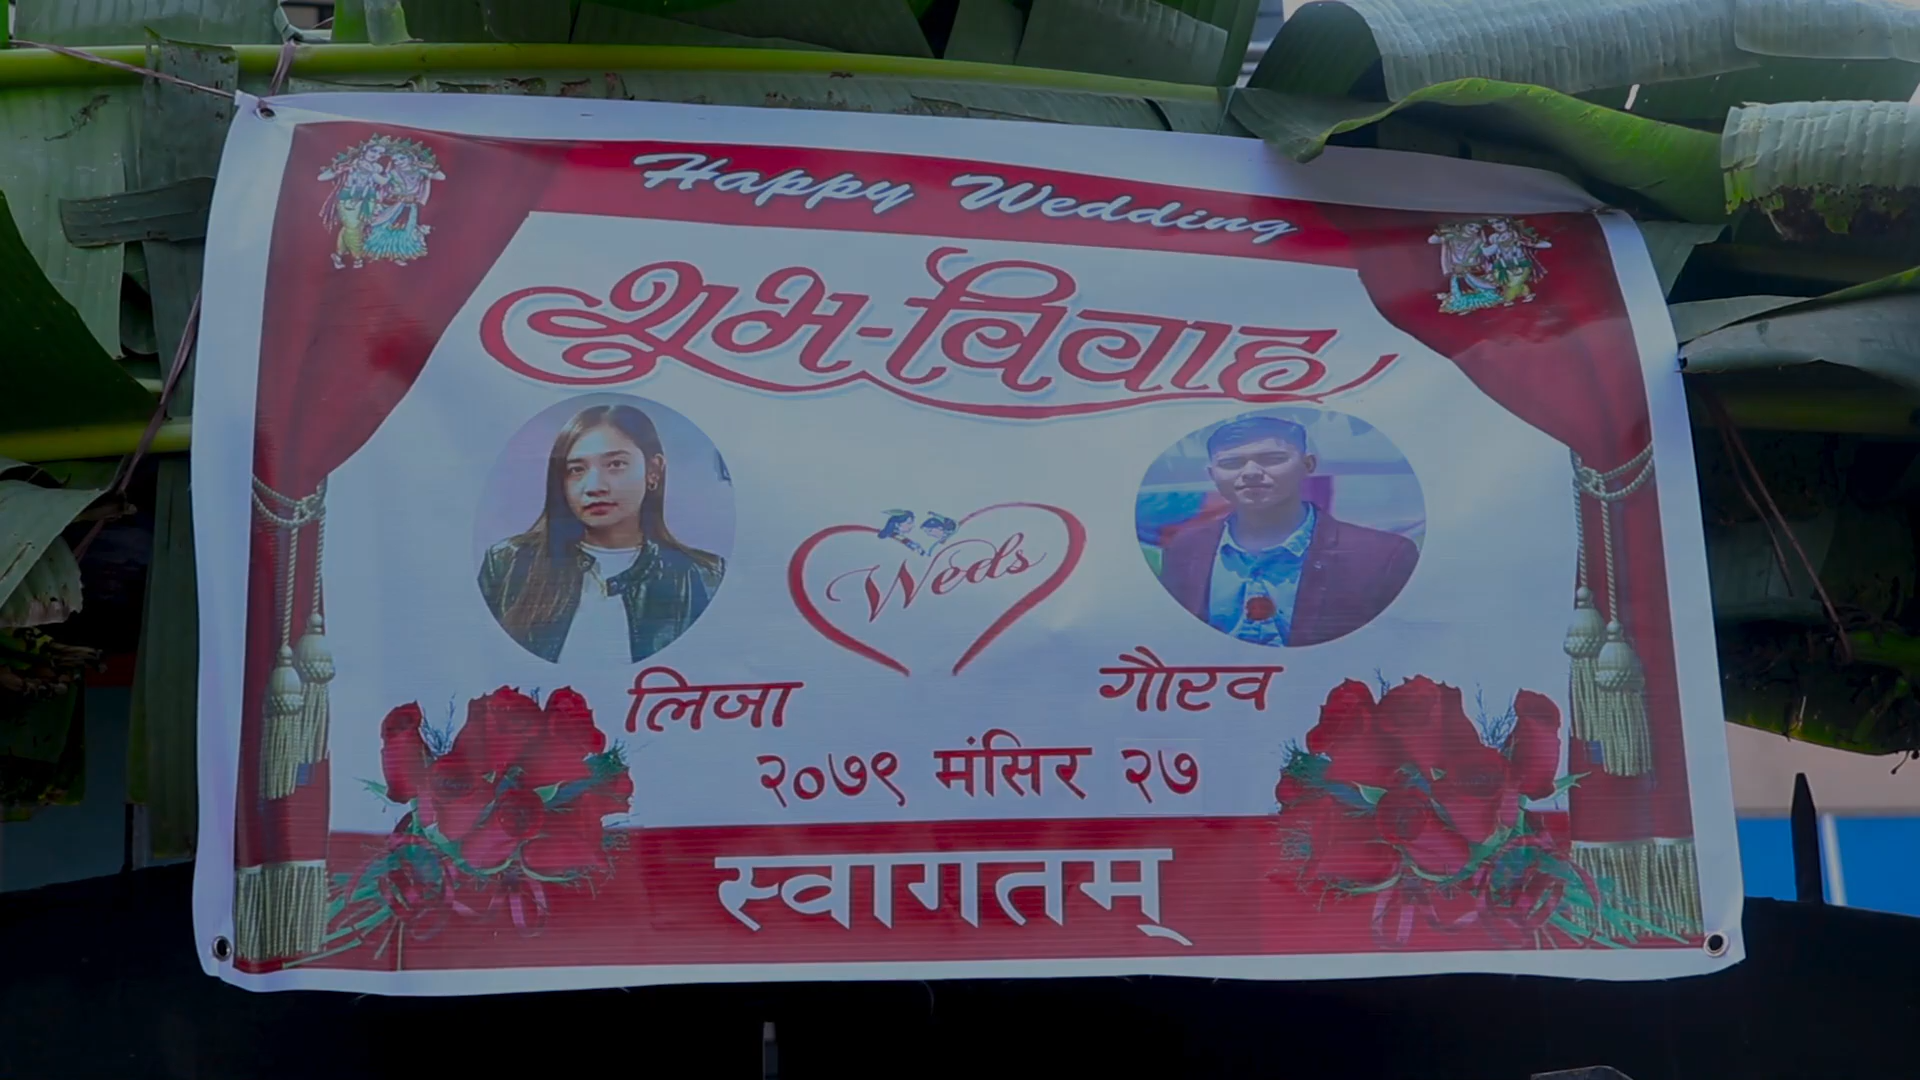 Happy Wedding
शुभ-विवाह
Weds
लिजा
गौरव
२०७९ मंसिर २७
स्वागतम्